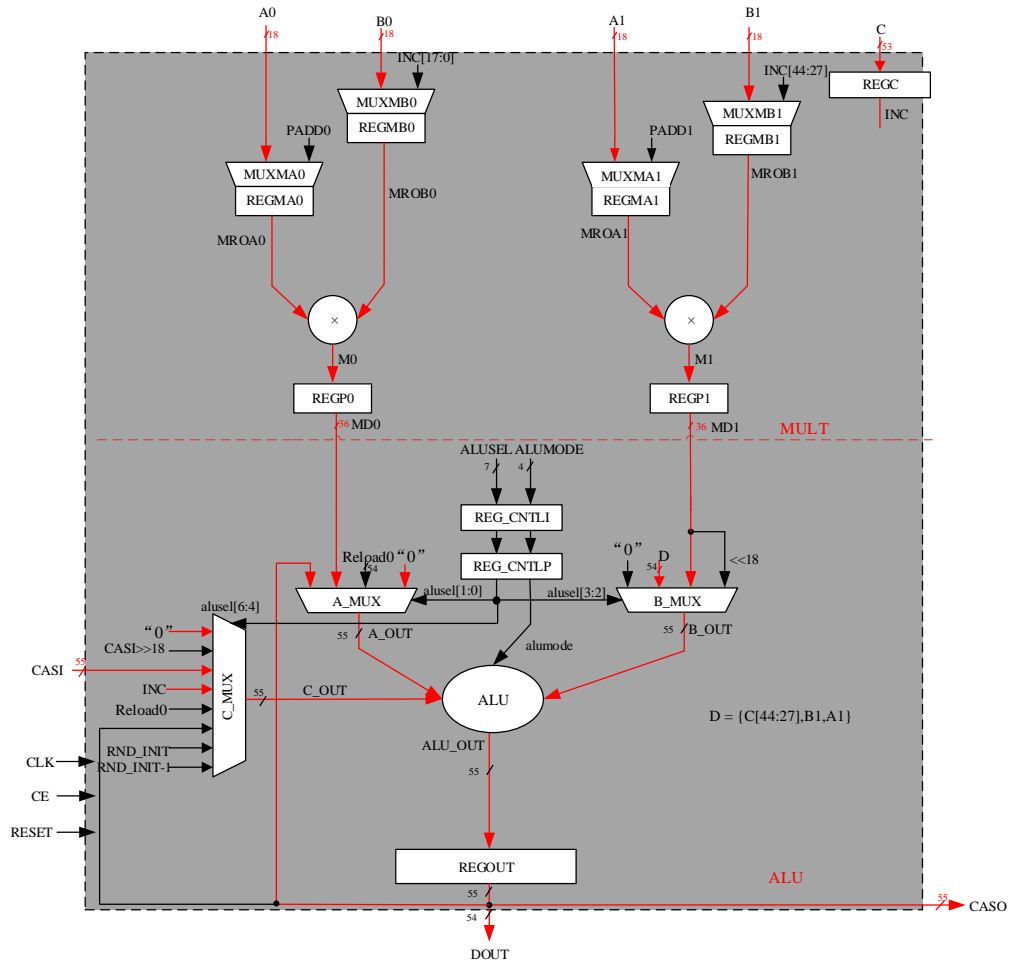 A0
B0
A1
B1
C
18
18
18
18
53
INC[17:0]
INC[44:27]
REGC
INC
MUXMB0
REGMB0
MUXMB1
REGMB1
PADD0
PADD1
MUXMA0
REGMA0
MUXMA1
REGMA1
MROB0
MROB1
MROA0
MROA1
×
×
M0
M1
REGP0
REGP1
36 MD0
36 MD1
MULT
ALUSEL ALUMODE
7
4
REG_CNTLI
REG_CNTLP
Reload0 “0”
54
“0”
D
54
<<18
A_MUX
alusel[1:0]
alusel[3:2]
B_MUX
alusel[6:4]
55
A_OUT
55
B_OUT
alumode
“0”
CASI>>18
CASI
55
INC
Reload0
RND_INIT
RND_INIT-1
C_MUX
55
C_OUT
ALU
D = {C[44:27],B1,A1}
ALU_OUT
55
CLK
CE
RESET
REGOUT
55
54
ALU
55
CASO
DOUT